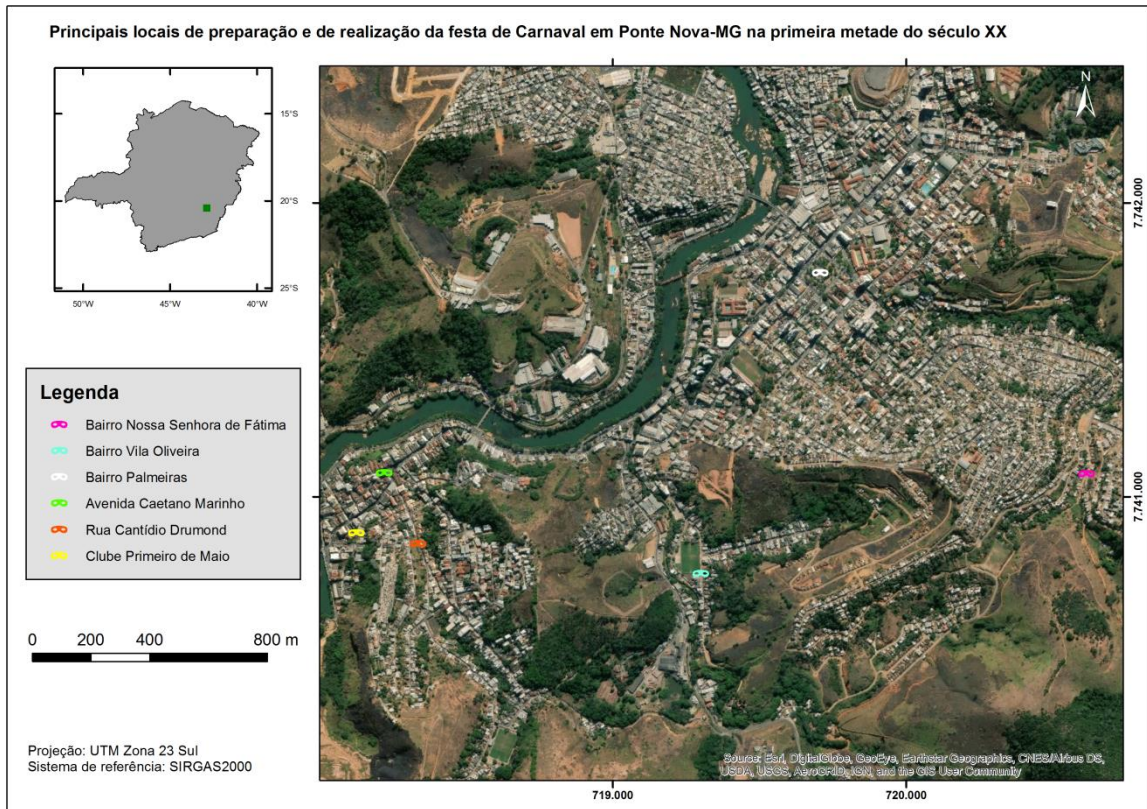 Principais locais de preparação e de realização da festa de Carnaval em Ponte Nova-MG na primeira metade do século XX
15°S
20°S
25°S
50°W 45°W 40°W
N
7.742.000
7.741.000
719.000 720.000
Legenda
Bairro Nossa Senhora de Fátima
Bairro Vila Oliveira
Bairro Palmeiras
Avenida Caetano Marinho
Rua Cantídio Drumond
Clube Primeiro de Maio
0 200 400 800 m
Projeção: UTM Zona 23 Sul
Sistema de referência: SIRGAS2000
Source: Esri, DigitalGlobe, GeoEye, Earthstar Geographics, CNES/Airbus DS,
USDA, USGS, AeroGRID, IGN, and the GIS User Community